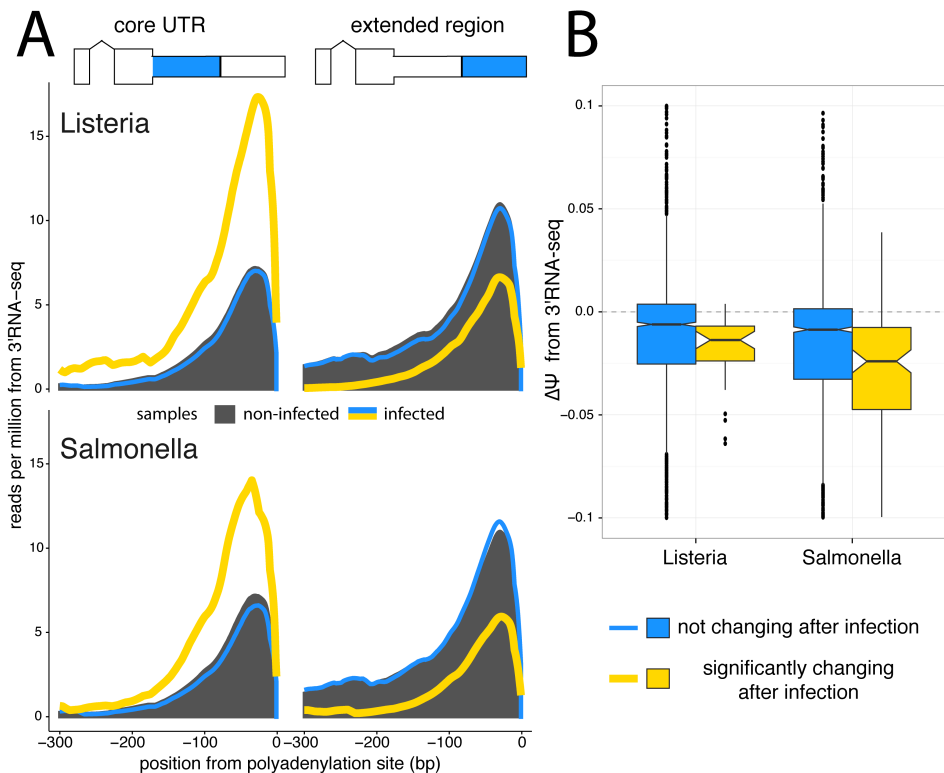 A
core UTR
extended region
B
Listeria
15
10
5
0
samples
non-infected
infected
Salmonella
15
10
5
0
reads per million from 3'RNA−seq
−300
−200
−100
0
−300
−200
−100
0
position from polyadenylation site (bp)
0.1
0.05
0.0
−0.05
−0.1
ΔΨ from 3'RNA-seq
Listeria
Salmonella
not changing after infection
significantly changing
after infection